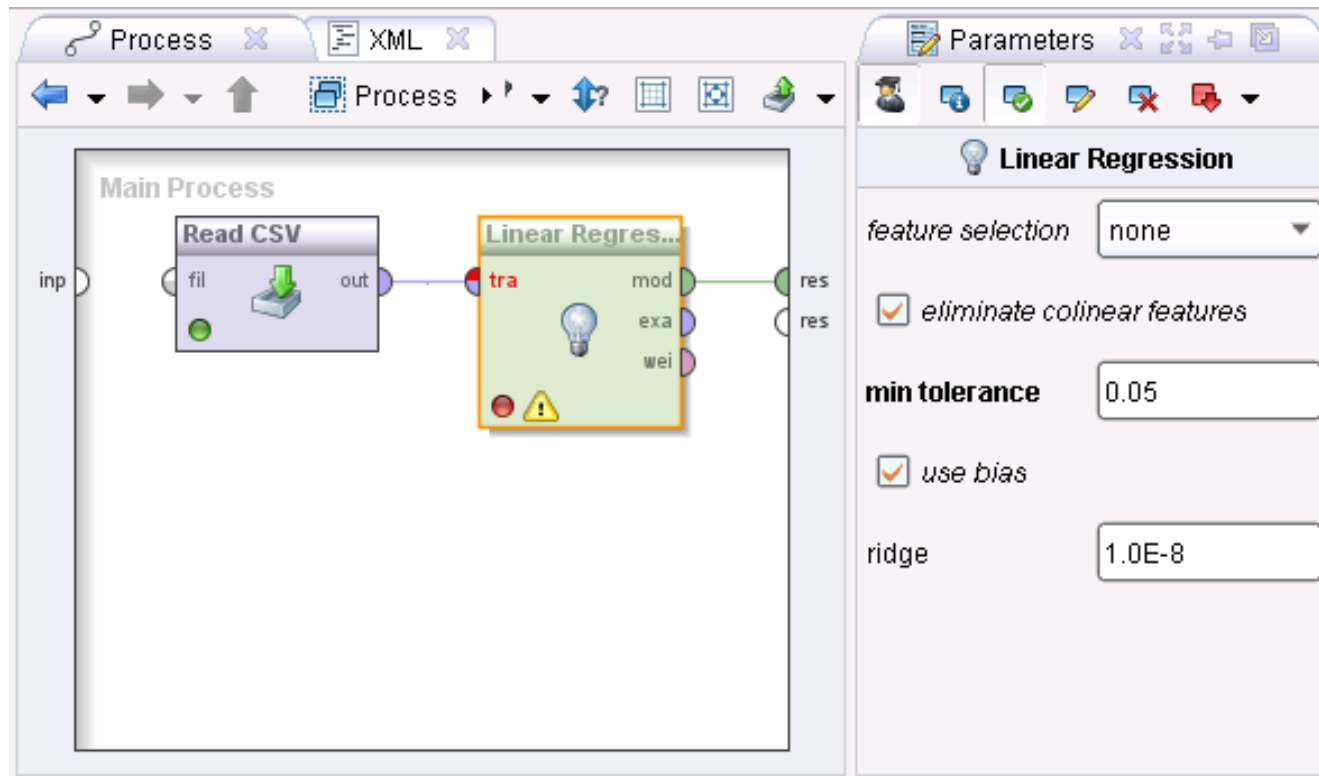 Process XML
Process
Main Process
Read CSV
inp fil out
Linear Regres...
tra mod res
exa res
wei
Parameters
Linear Regression
feature selection none
eliminate colinear features
min tolerance 0.05
use bias
ridge 1.0E-8